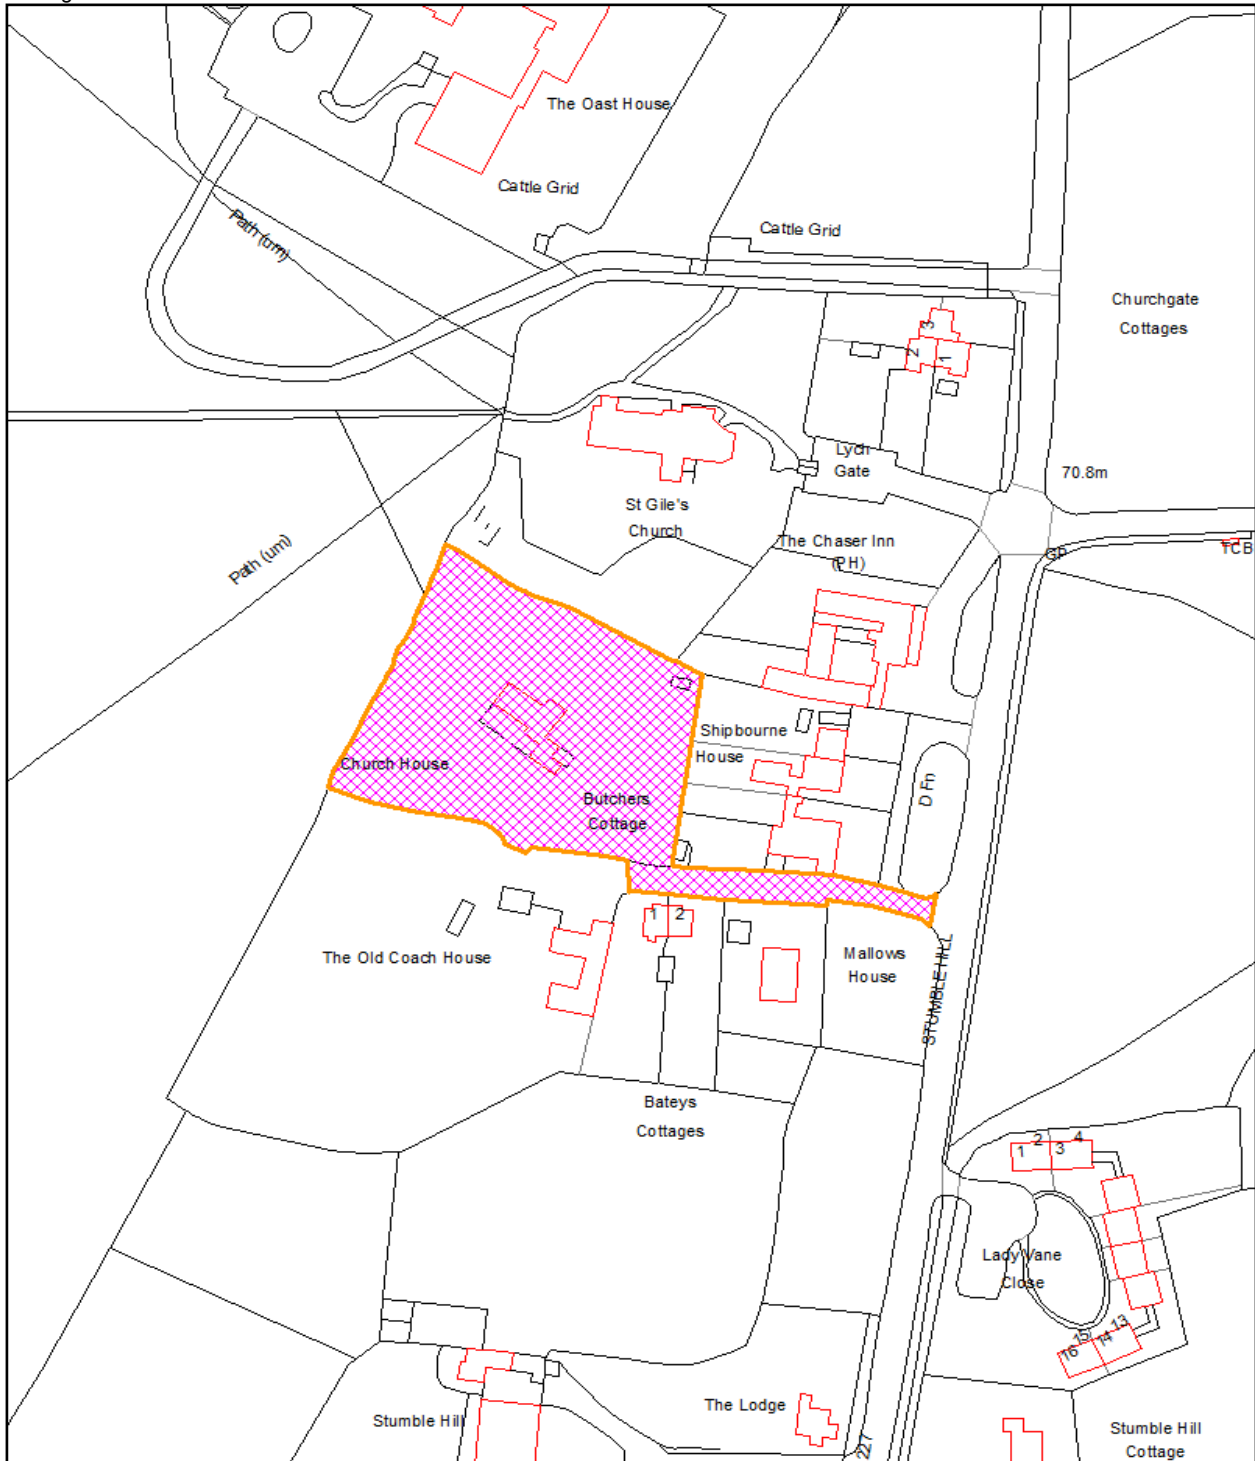 The Oast House
Cattle Grid
Path (um)
Cattle Grid
Churchgate
Cottages
3
2
1
Lych
Gate
70.8m
St Gile's
Church
The Chaser Inn
(PH)
GP
TCB
Path (um)
Shipbourne
House
Church House
Butchers
Cottage
D Fn
1 2
The Old Coach House
Mallows
House
STUMBLE HILL
Bateys
Cottages
1 2 3 4
Lady Vane
Close
16 15 14 13
The Lodge
Stumble Hill
227
Stumble Hill
Cottage